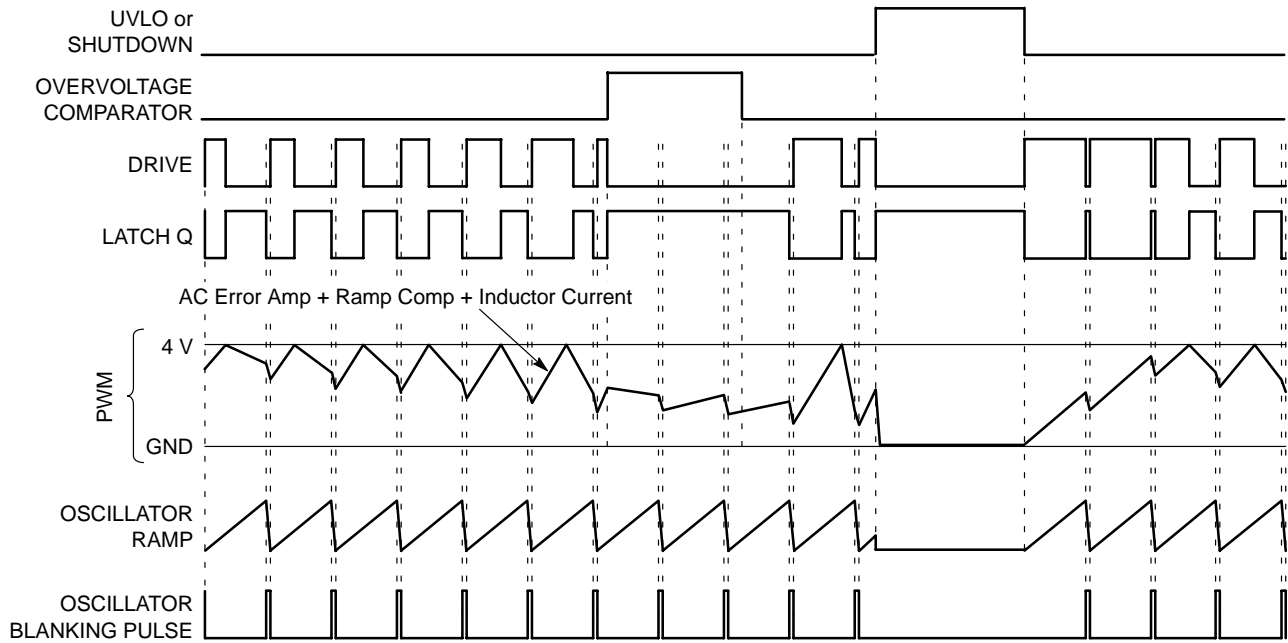 UVLO or
SHUTDOWN
OVERVOLTAGE
COMPARATOR
DRIVE
LATCH Q
AC Error Amp + Ramp Comp + Inductor Current
4 V
PWM
GND
OSCILLATOR
RAMP
OSCILLATOR
BLANKING PULSE